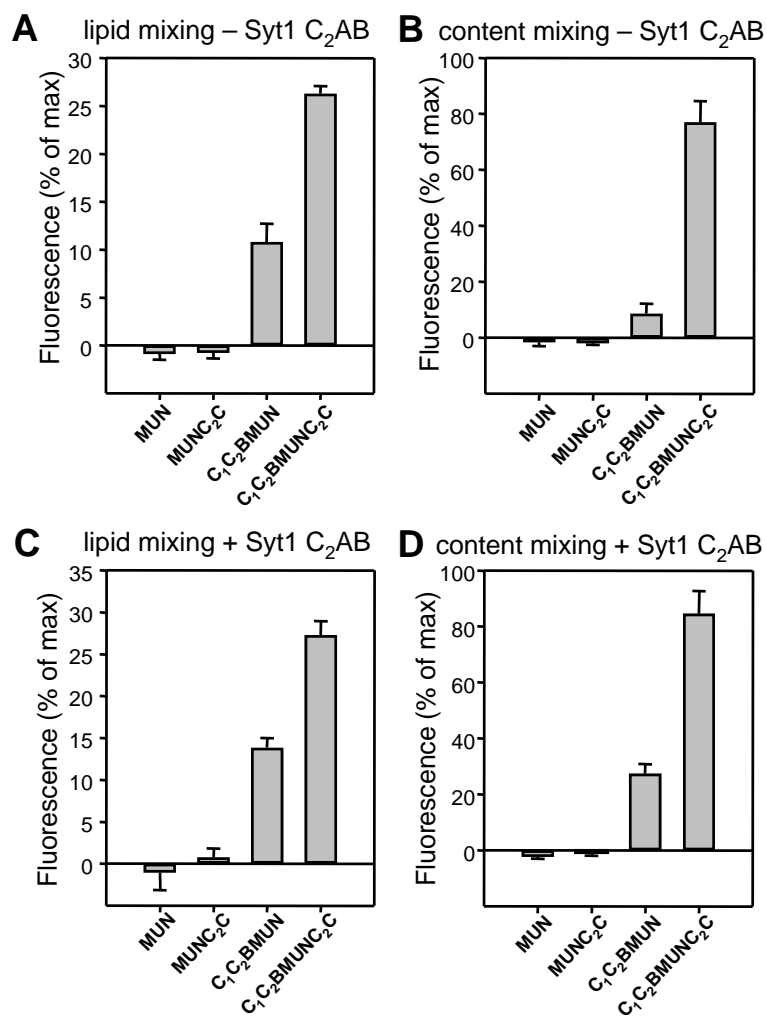 A lipid mixing – Syt1 C₂AB
Fluorescence (% of max)
30
25
20
15
10
5
0
MUN
MUNC₂C
C₁C₂BMUN
C₁C₂BMUNC₂C
B content mixing – Syt1 C₂AB
Fluorescence (% of max)
100
80
60
40
20
0
MUN
MUNC₂C
C₁C₂BMUN
C₁C₂BMUNC₂C
C lipid mixing + Syt1 C₂AB
Fluorescence (% of max)
35
30
25
20
15
10
5
0
MUN
MUNC₂C
C₁C₂BMUN
C₁C₂BMUNC₂C
D content mixing + Syt1 C₂AB
Fluorescence (% of max)
100
80
60
40
20
0
MUN
MUNC₂C
C₁C₂BMUN
C₁C₂BMUNC₂C